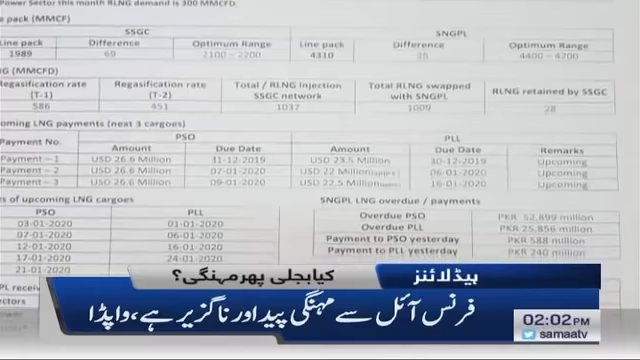 Power Sector this month RLNG demand is 300 MMCFD
pack (MMCF)
SSGC SNGPL
Line pack Difference Optimum Range Line pack Difference Optimum Range
1989 69 2100 - 2200 4310 25 4400 - 4700
(MMCFD)
Regasification rate (T-1) Regasification rate (T-2) Total / RLNG injection SSGC network Total RLNG swapped with SNGPL RLNG retained by SSGC
586 451 1037 1009 28
LNG payments (next 3 cargoes)
Payment No. PSO PLL
Amount Due Date Amount Due Date Remarks
Payment – 1 USD 26.6 Million 31-12-2019 USD 23.5 Million 30-12-2019 Upcoming
Payment – 2 USD 26.6 Million 07-01-2020 USD 22 Million 06-01-2020 Upcoming
Payment – 3 USD 26.6 Million 09-01-2020 USD 22.5 Million 16-01-2020 Upcoming
of upcoming LNG cargoes
PSO PLL
03-01-2020 01-01-2020
07-01-2020 06-01-2020
12-01-2020 16-01-2020
17-01-2020 24-01-2020
21-01-2020
SNGPL LNG overdue / payments
Overdue PSO PKR 52,899 million
Overdue PLL PKR 25,856 million
Payment to PSO yesterday PKR 588 million
Payment to PLL yesterday PKR 240 million
PLL
ہیڈلائنز
کیا بجلی پھر مہنگی؟
فرنس آئل سے مہنگی پیداور ناگزیر ہے، واپڈا
02:02PM
samaatv